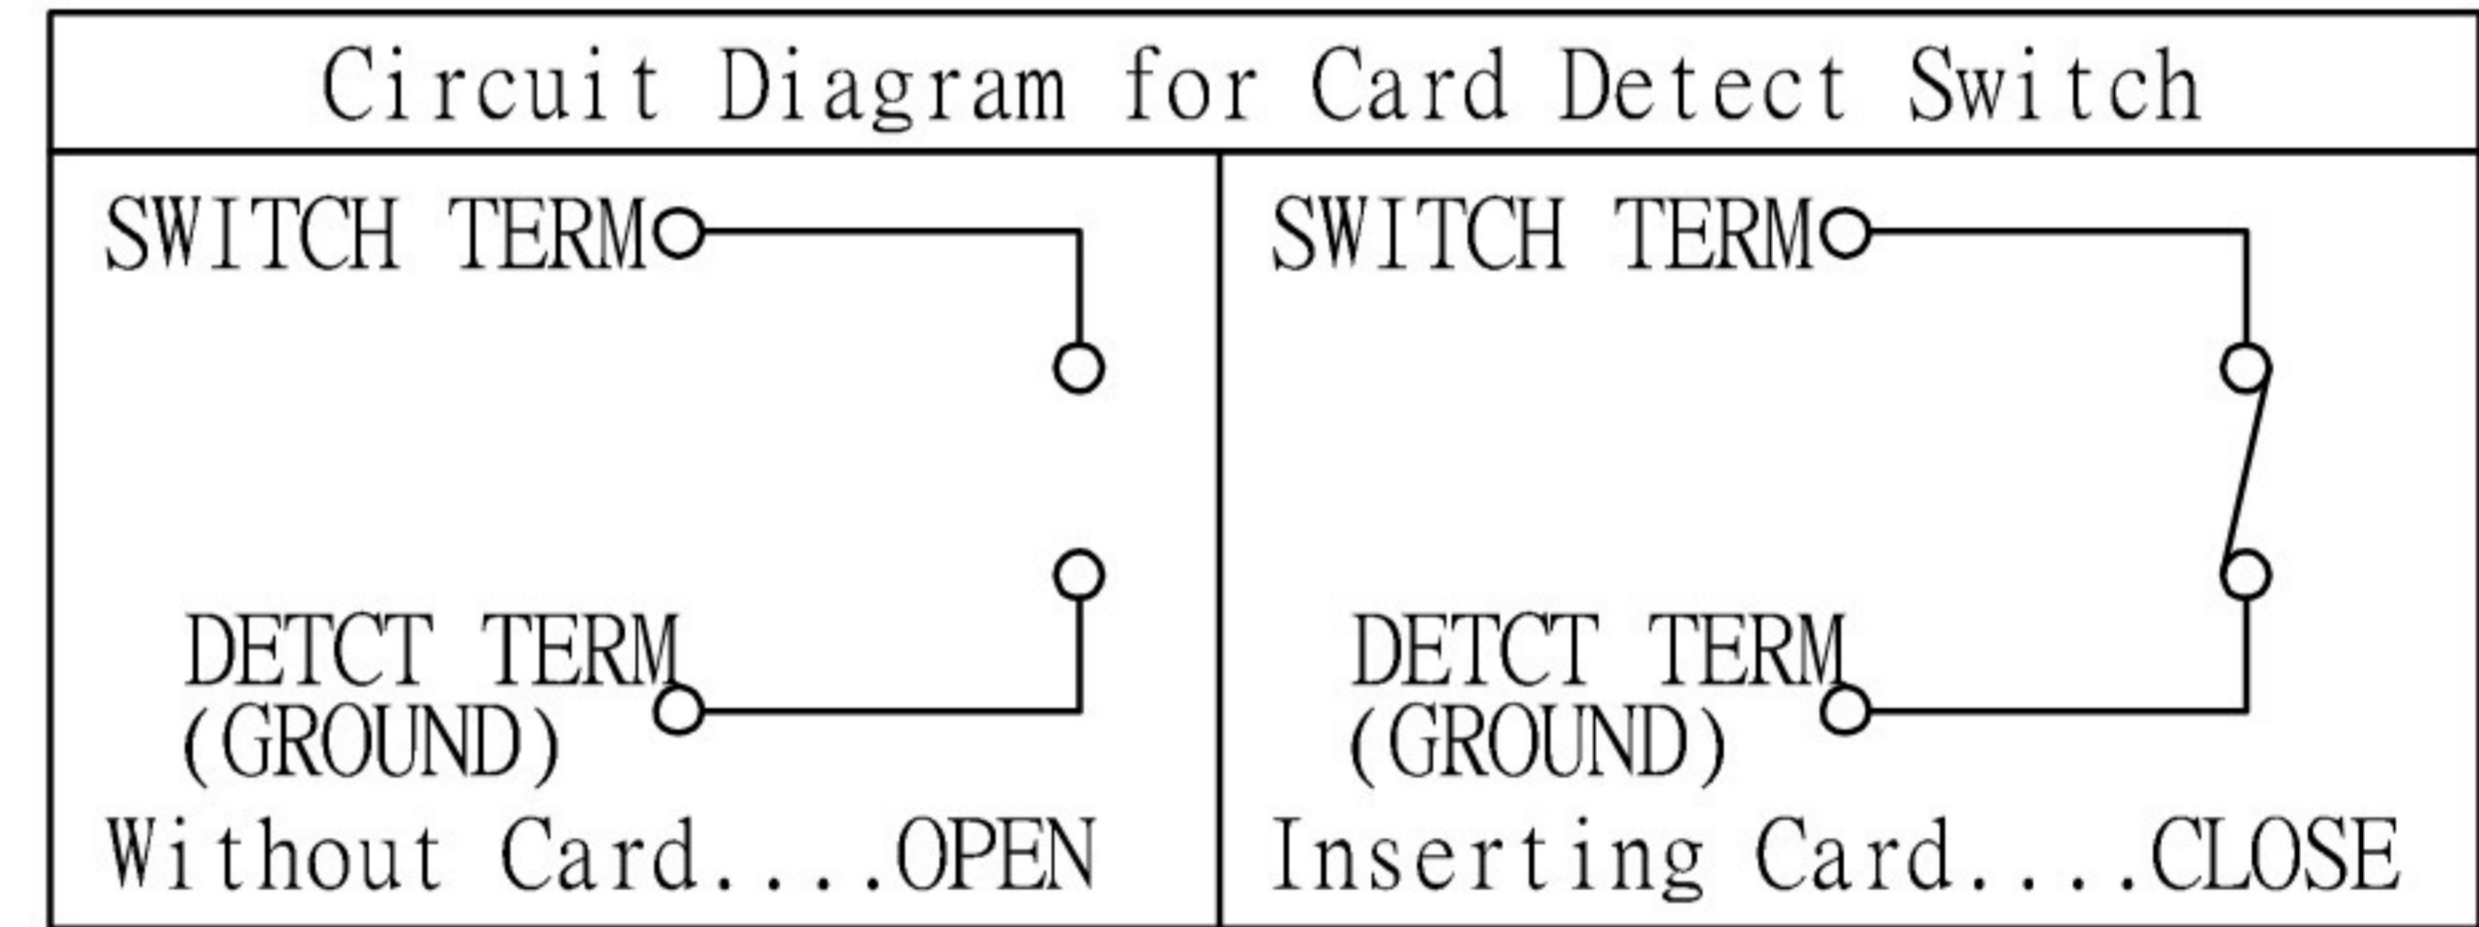 Circuit Diagram for Card Detect Switch
SWITCH TERM
DETCT TERM
(GROUND)
Without Card....OPEN
SWITCH TERM
DETCT TERM
(GROUND)
Inserting Card....CLOSE